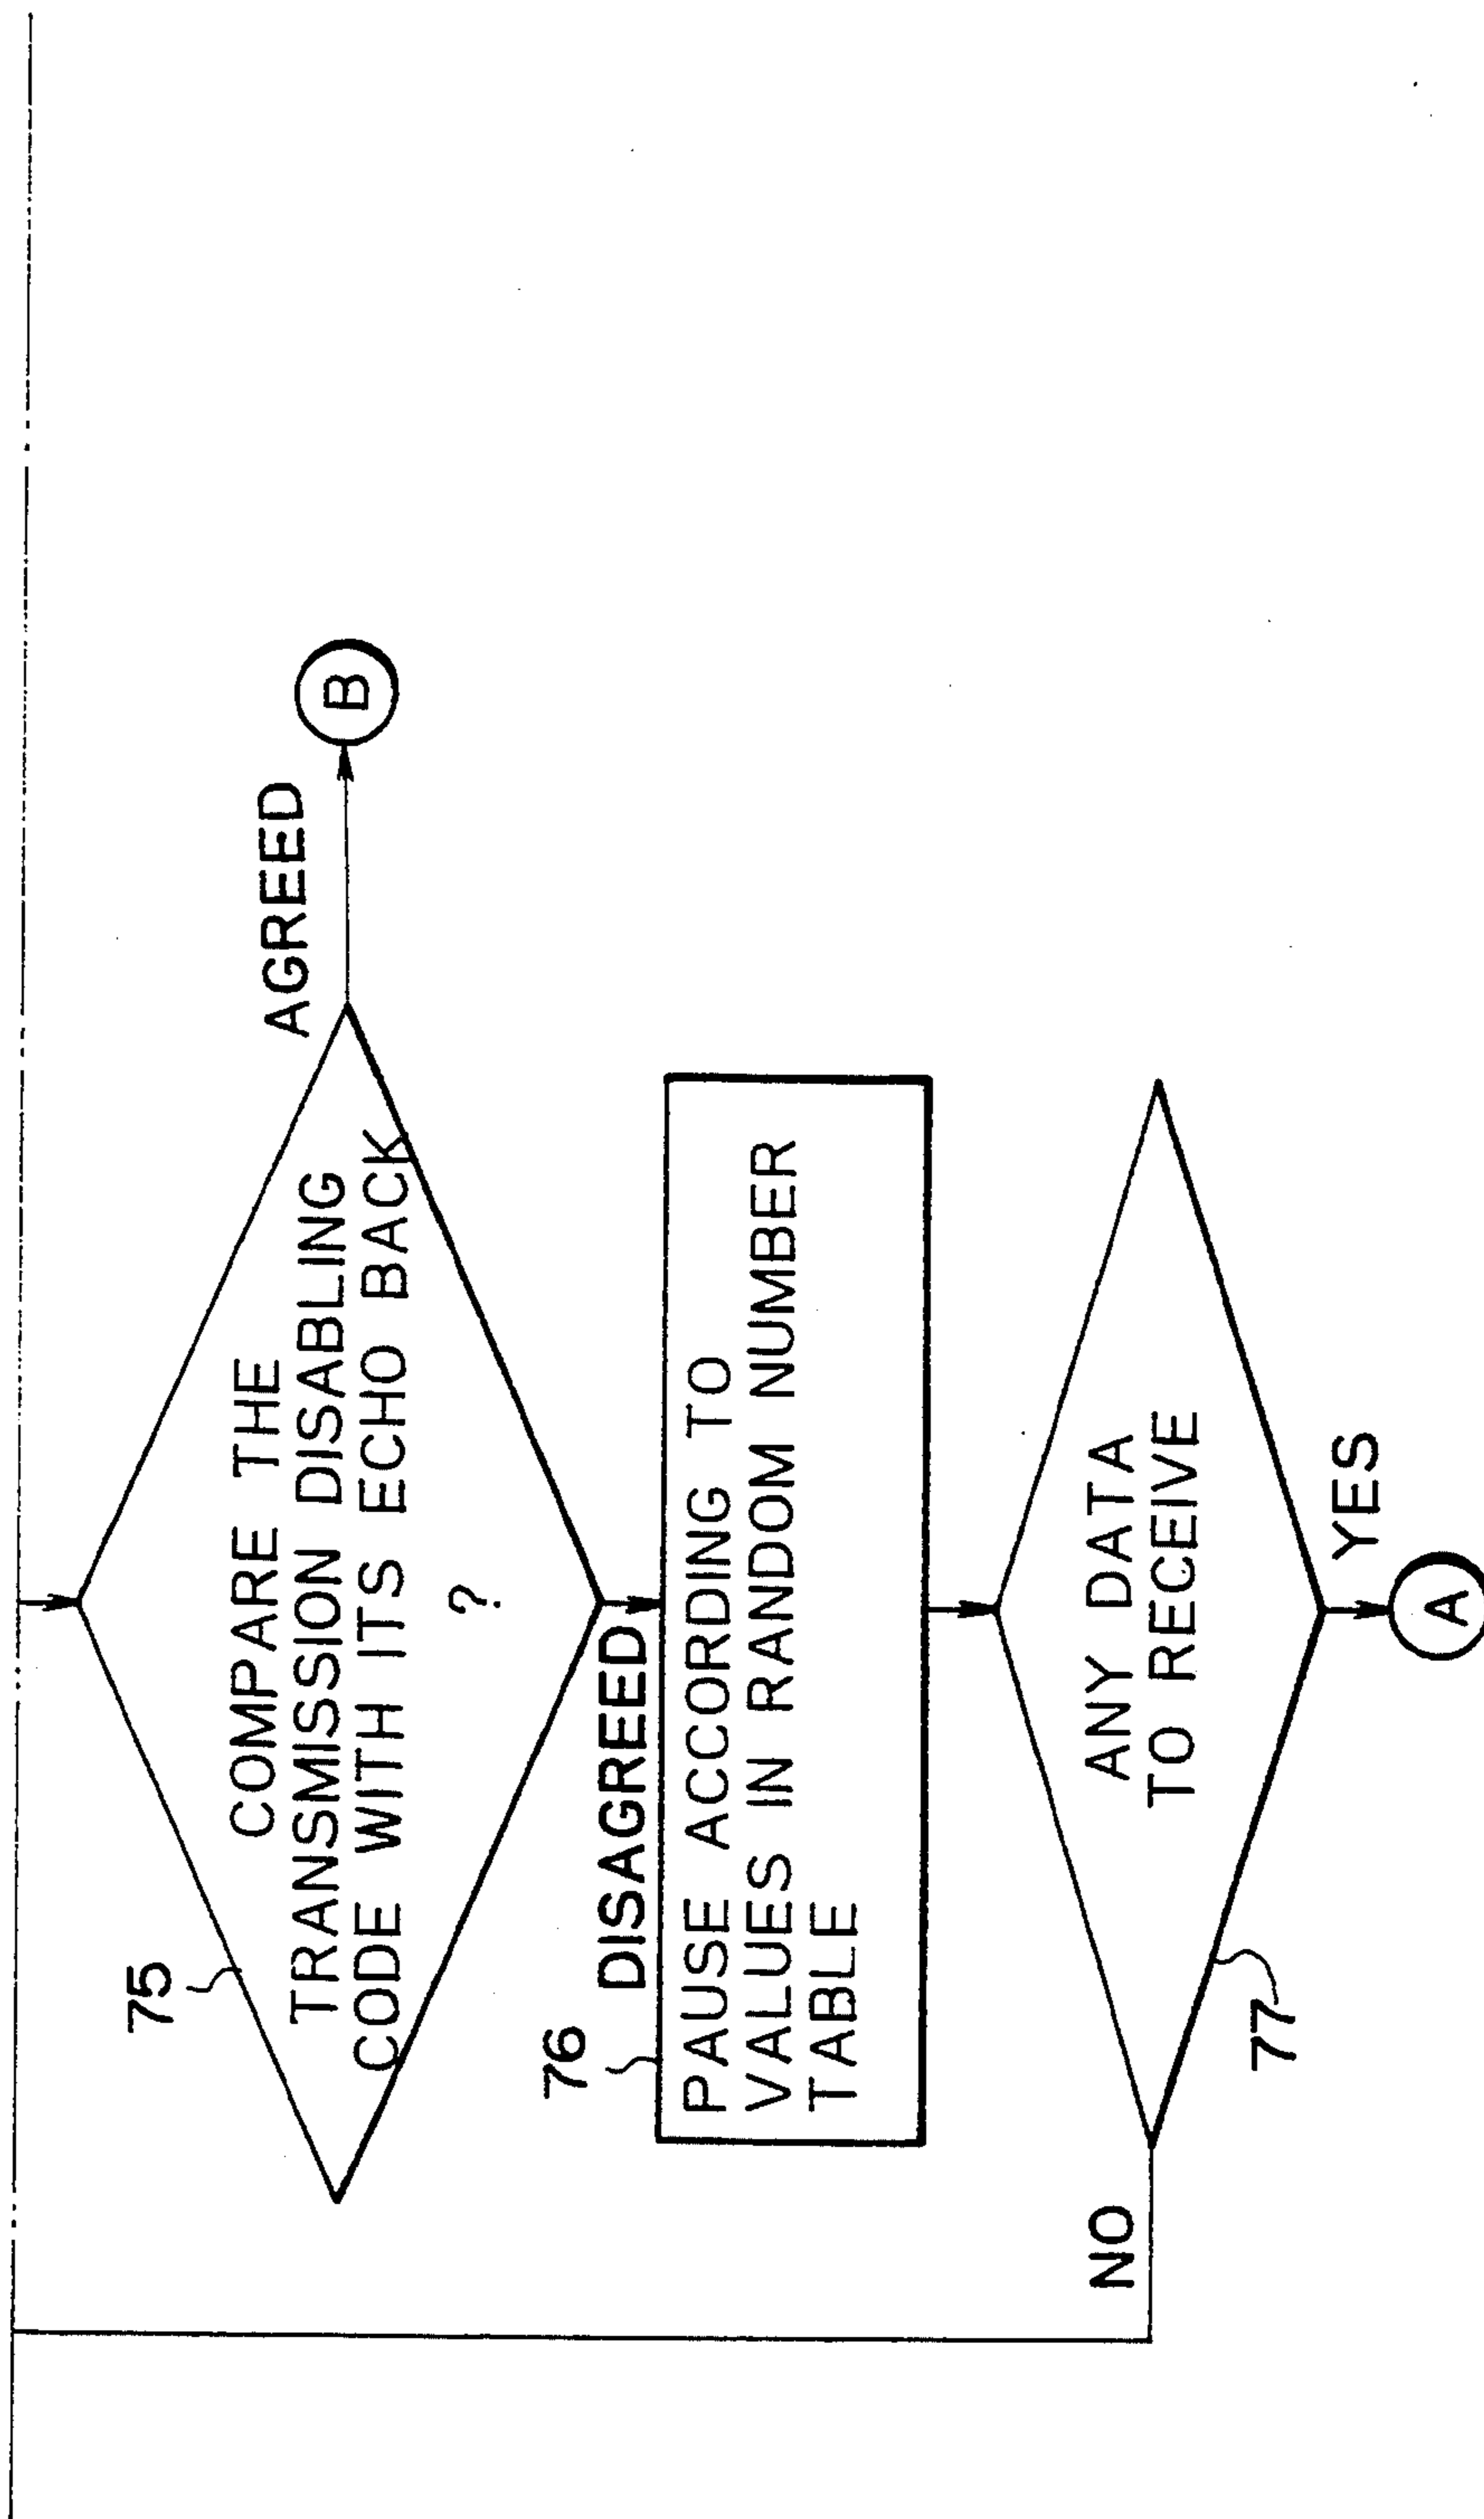 75
COMPARE THE
TRANSMISSION DISABLING
CODE WITH ITS ECHO BACK
?
AGREED
B
DISAGREED
76
PAUSE ACCORDING TO
VALUES IN RANDOM NUMBER
TABLE
ANY DATA
TO RECEIVE
NO
77
YES
A